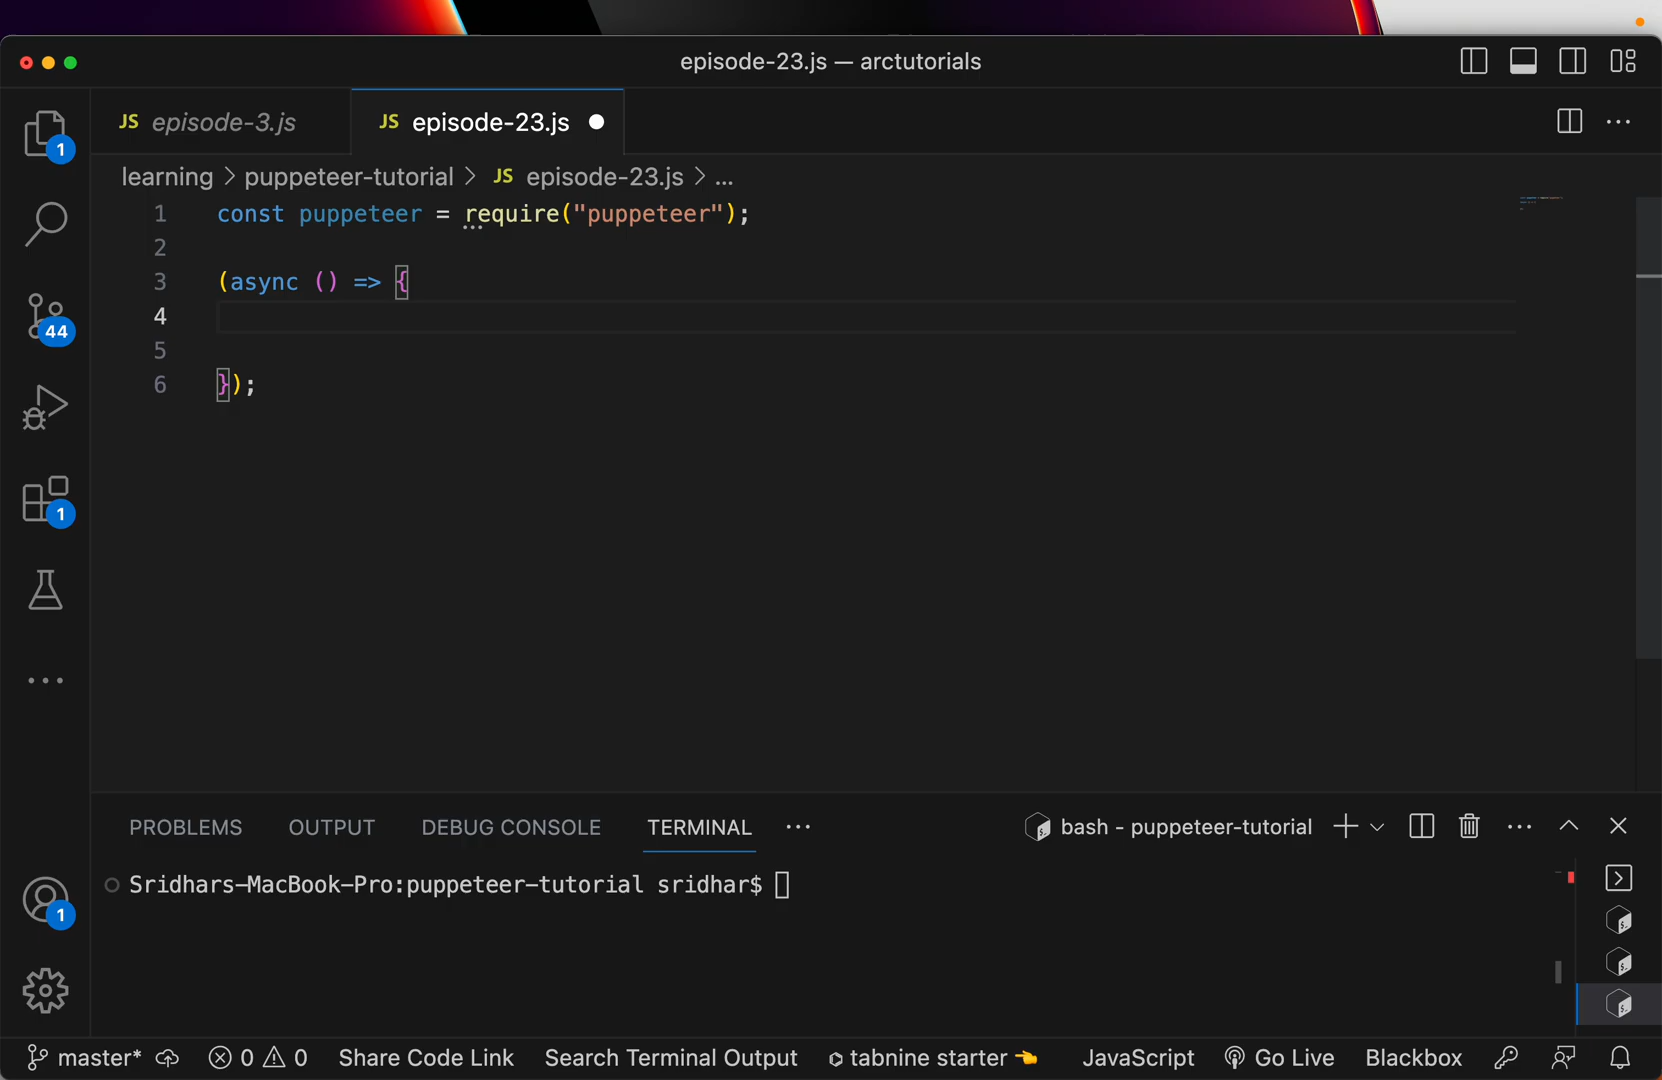 episode-23.js — arctutorials
JS episode-3.js
JS episode-23.js
learning > puppeteer-tutorial > JS episode-23.js > ...
1 const puppeteer = require("puppeteer");
2
3 (async () => {
4
5
6 });
1
44
1
1
PROBLEMS OUTPUT DEBUG CONSOLE TERMINAL ... bash - puppeteer-tutorial
Sridhars-MacBook-Pro:puppeteer-tutorial sridhar$
master* 0 0 Share Code Link Search Terminal Output tabnine starter JavaScript Go Live Blackbox